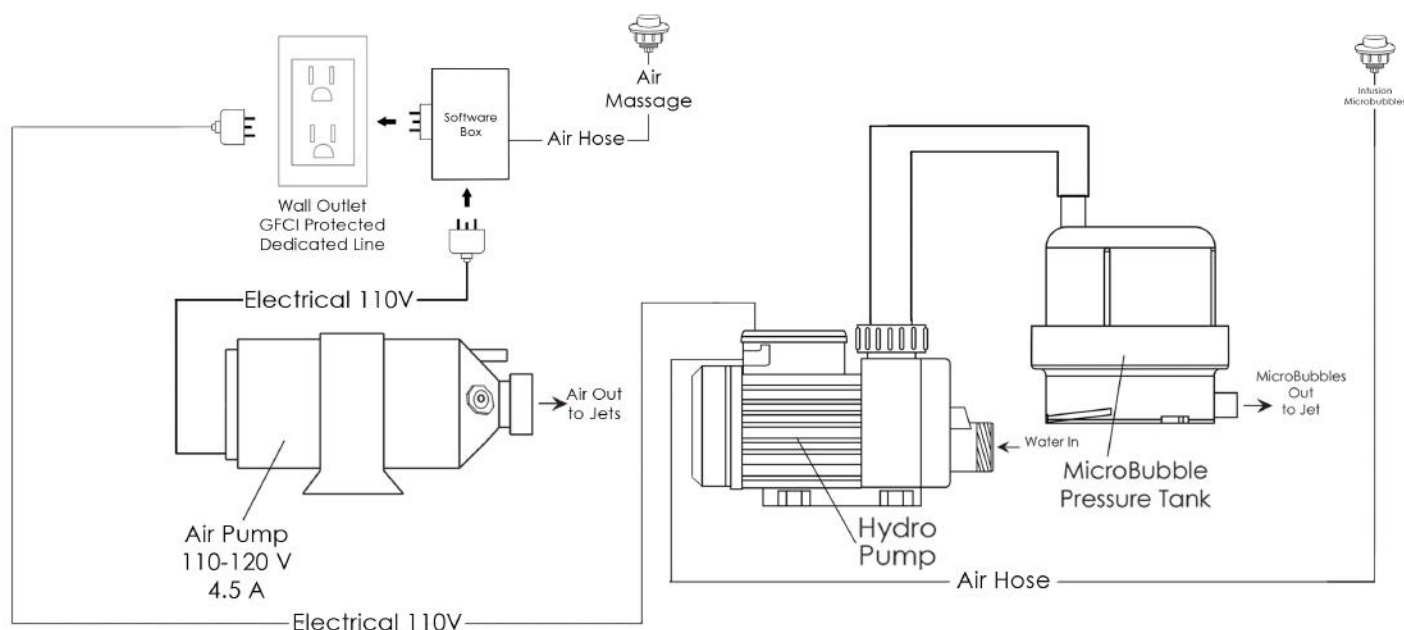 Air
Massage
Infusion
Microbubbles
Software
Box
Air Hose
Wall Outlet
GFCI Protected
Dedicated Line
Electrical 110V
Air Out
to Jets
MicroBubbles
Out
to Jet
Water In
MicroBubble
Pressure Tank
Air Pump
110-120 V
4.5 A
Hydro
Pump
Air Hose
Electrical 110V